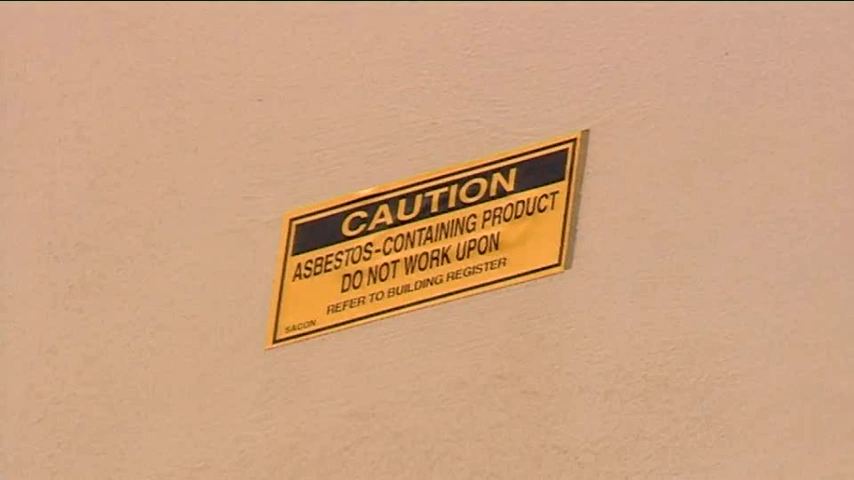 CAUTION
ASBESTOS-CONTAINING PRODUCT
DO NOT WORK UPON
REFER TO BUILDING REGISTER
SACON